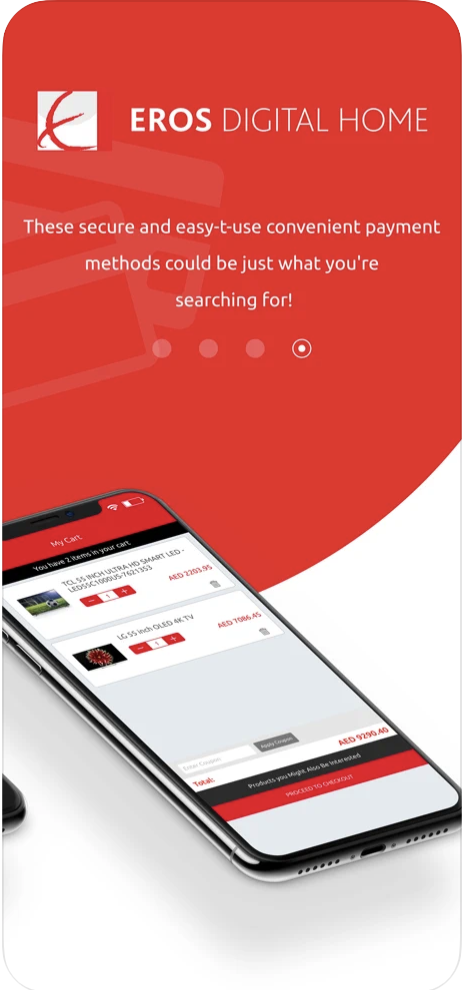 EROS DIGITAL HOME
These secure and easy-t-use convenient payment
methods could be just what you're
searching for!
My Cart
You have 2 items in your cart
TCL 55 INCH ULTRA HD SMART LED -
LED55C1000US-7621353
- 1 +
AED 2203.95
LG 55 inch OLED 4K TV
- 1 +
AED 7086.45
Enter Coupon
Apply Coupon
Total:
AED 9290.40
Products you Might Also Be Interested
PROCEED TO CHECKOUT